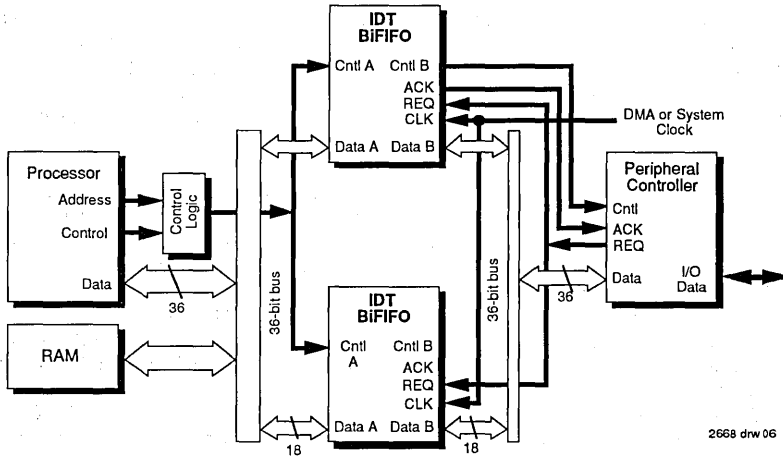 IDT
BiFIFO
Cntl A Cntl B
ACK
REQ
CLK
Data A Data B
DMA or System
Clock
Processor
Address
Control
Data
Control
Logic
36
RAM
36-bit bus
36-bit bus
Peripheral
Controller
Cntl
ACK
REQ
Data
I/O
Data
36
IDT
BiFIFO
Cntl
A
Cntl B
ACK
REQ
CLK
Data A Data B
18
18
2668 drw 06